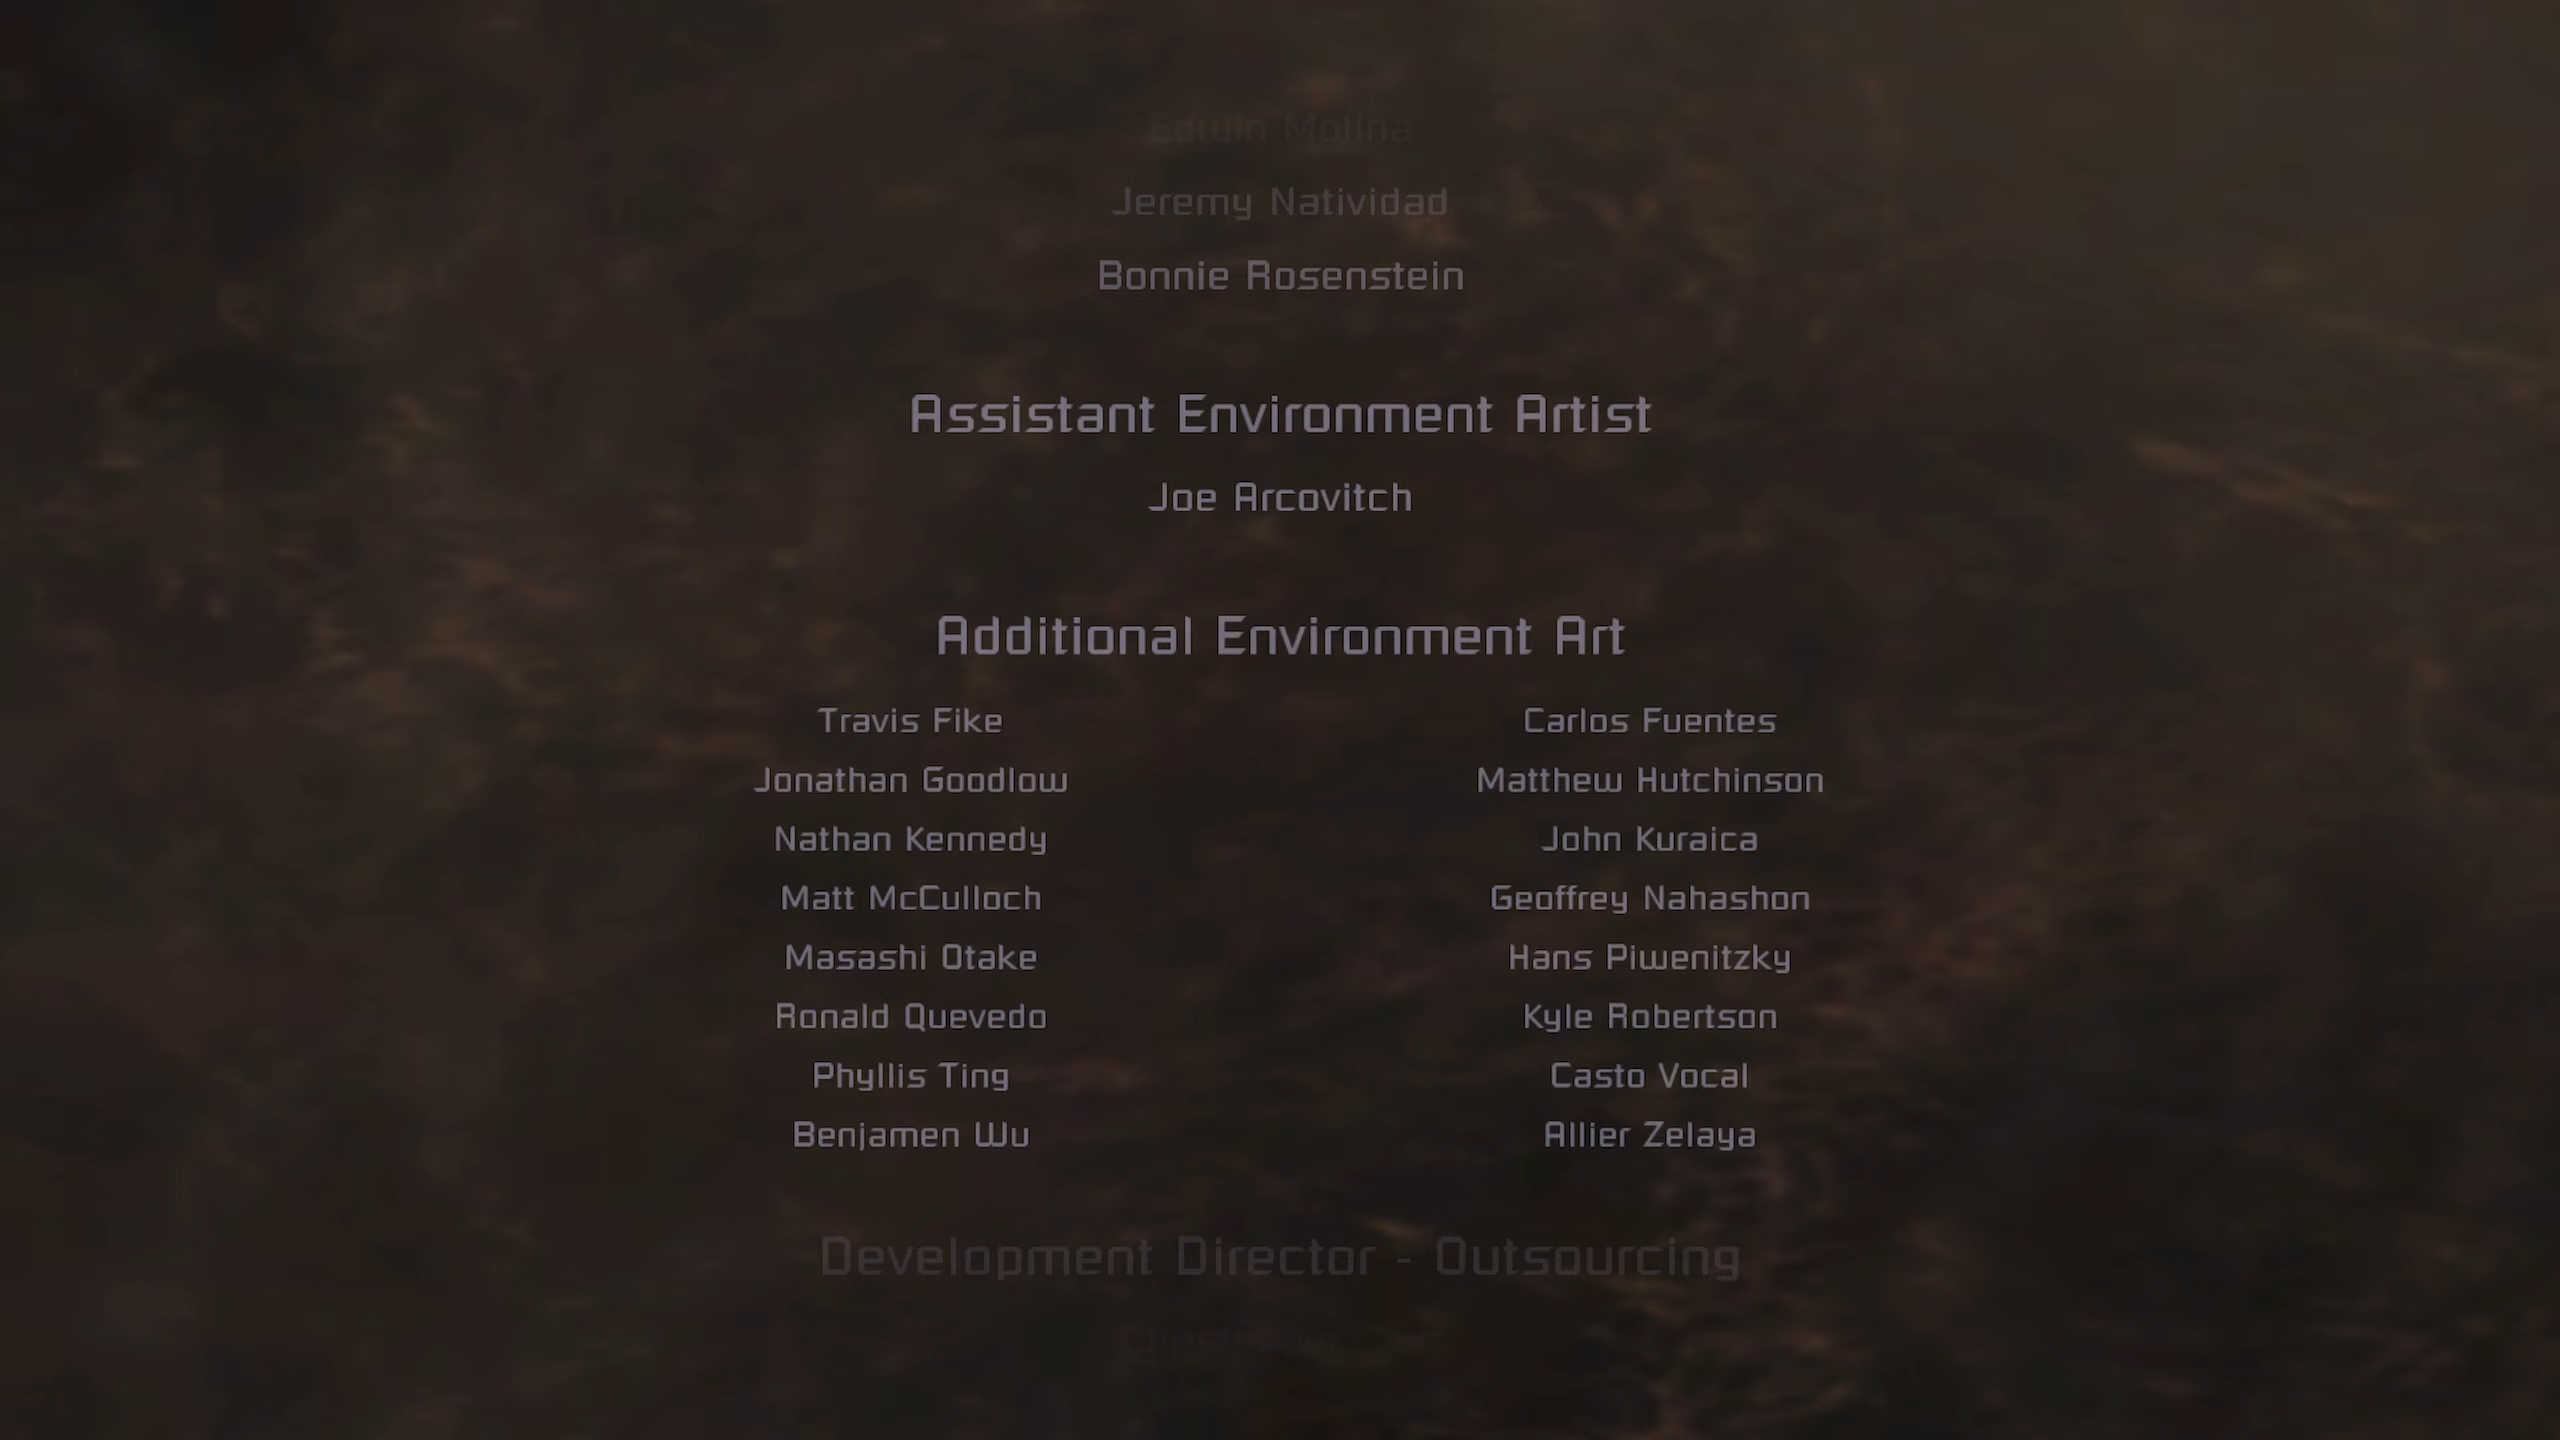 Edwin Molina
Jeremy Natividad
Bonnie Rosenstein
Assistant Environment Artist
Joe Arcovitch
Additional Environment Art
Travis Fike
Carlos Fuentes
Jonathan Goodlow
Matthew Hutchinson
Nathan Kennedy
John Kuraica
Matt McCulloch
Geoffrey Nahashon
Masashi Otake
Hans Piwenitzky
Ronald Quevedo
Kyle Robertson
Phyllis Ting
Casto Vocal
Benjamen Wu
Allier Zelaya
Development Director - Outsourcing